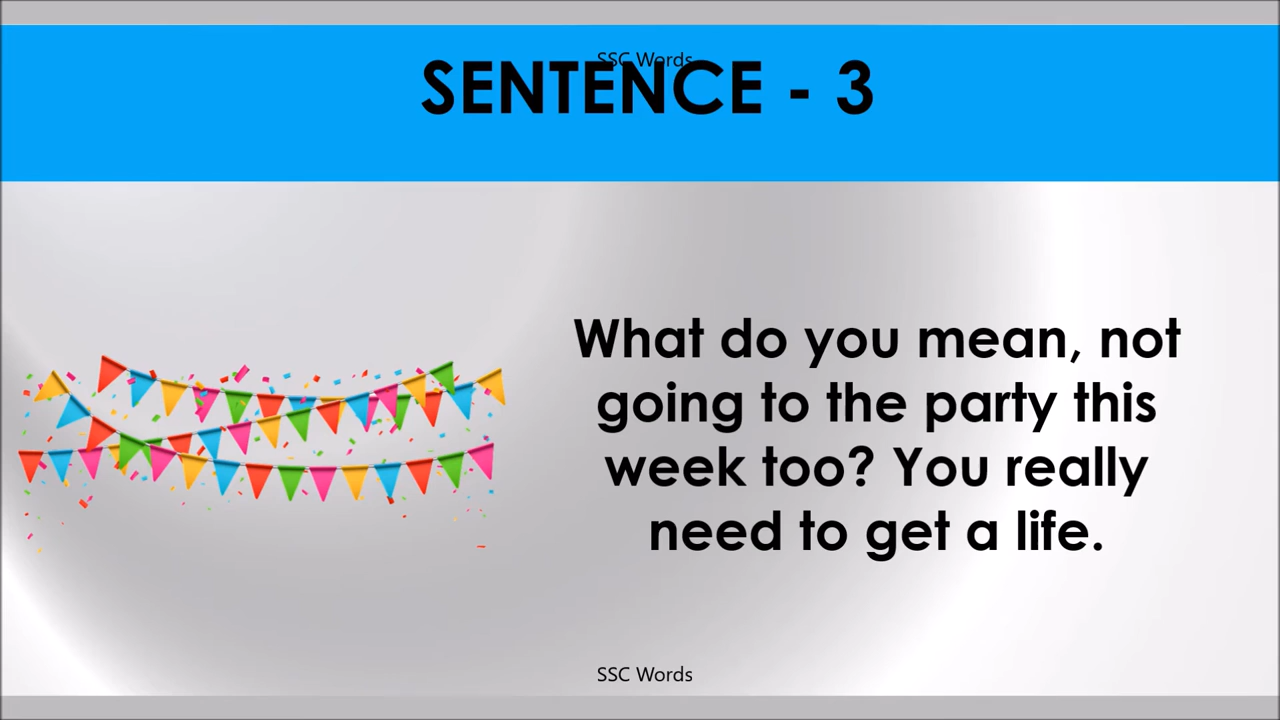 SSC Words
SENTENCE - 3
What do you mean, not
going to the party this
week too? You really
need to get a life.
SSC Words